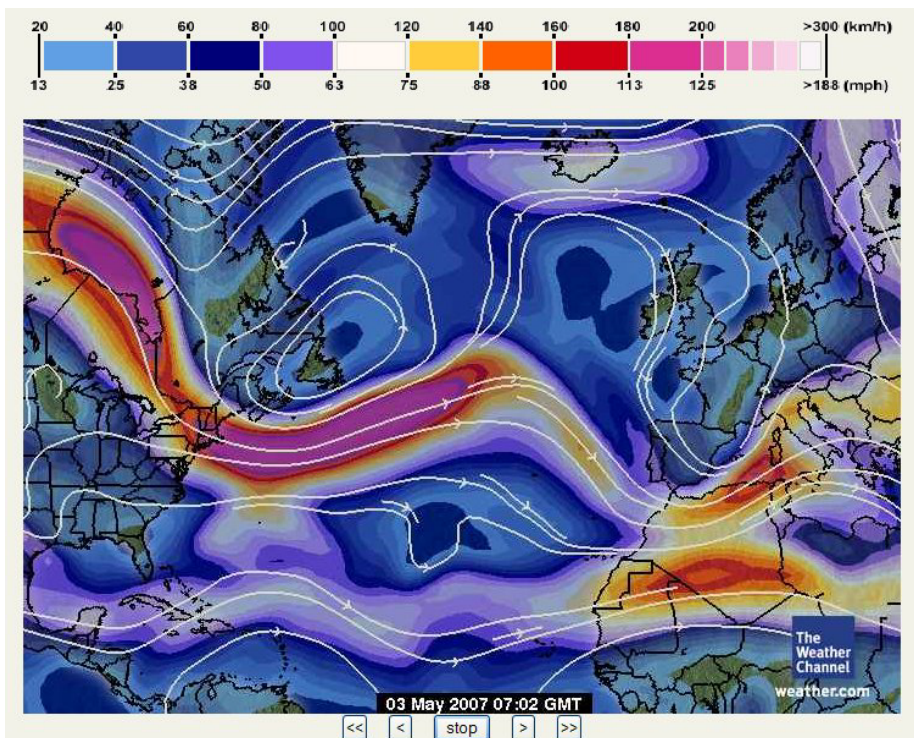 20 40 60 80 100 120 140 160 180 200 >300 (km/h)
13 25 38 50 63 75 88 100 113 125 >188 (mph)
The
Weather
Channel
weather.com
03 May 2007 07:02 GMT
<< < stop > >>